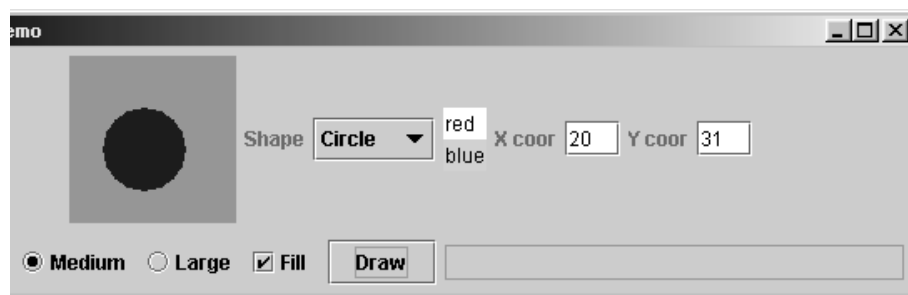 emo
Shape Circle red X coor 20 Y coor 31
blue
Medium Large Fill Draw